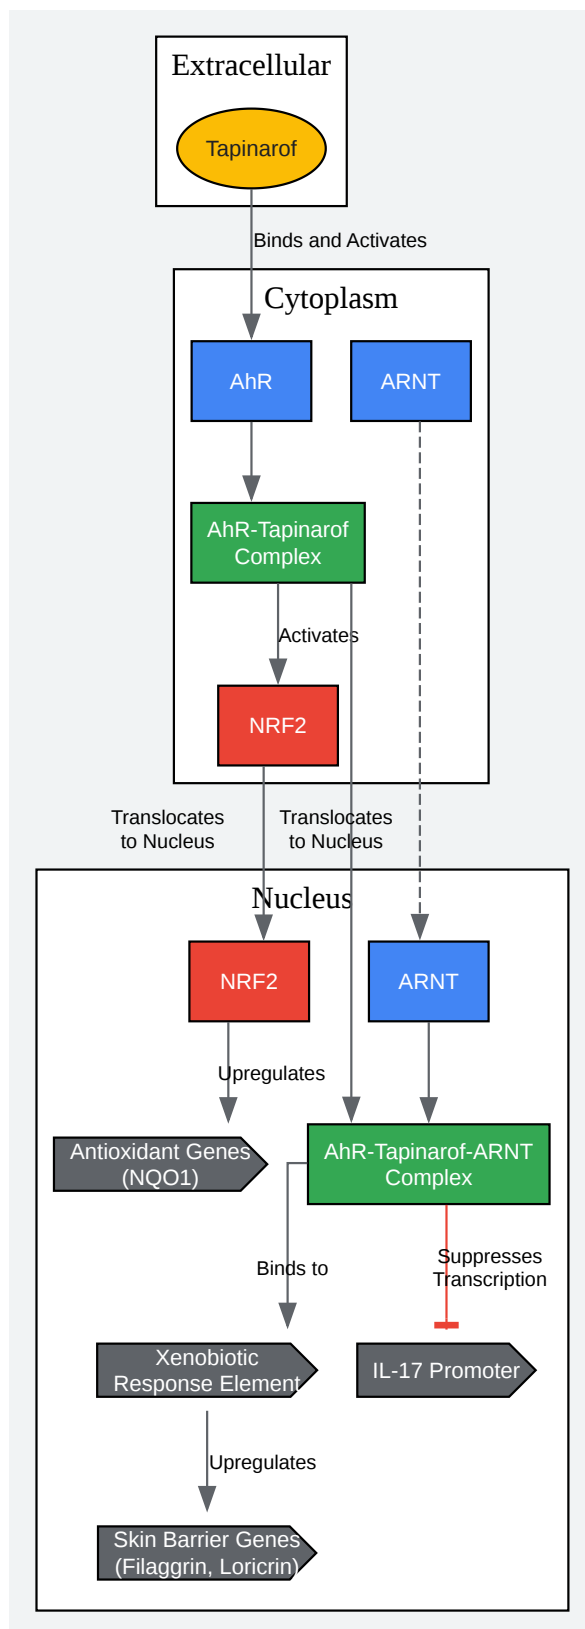 Extracellular
Tapinarof
Binds and Activates
Cytoplasm
AhR
ARNT
AhR-Tapinarof
Complex
Activates
NRF2
Translocates
to Nucleus
Translocates
to Nucleus
Nucleus
NRF2
ARNT
Upregulates
Antioxidant Genes
(NQO1)
AhR-Tapinarof-ARNT
Complex
Binds to
Suppresses
Transcription
Xenobiotic
Response Element
IL-17 Promoter
Upregulates
Skin Barrier Genes
(Filaggrin, Loricrin)